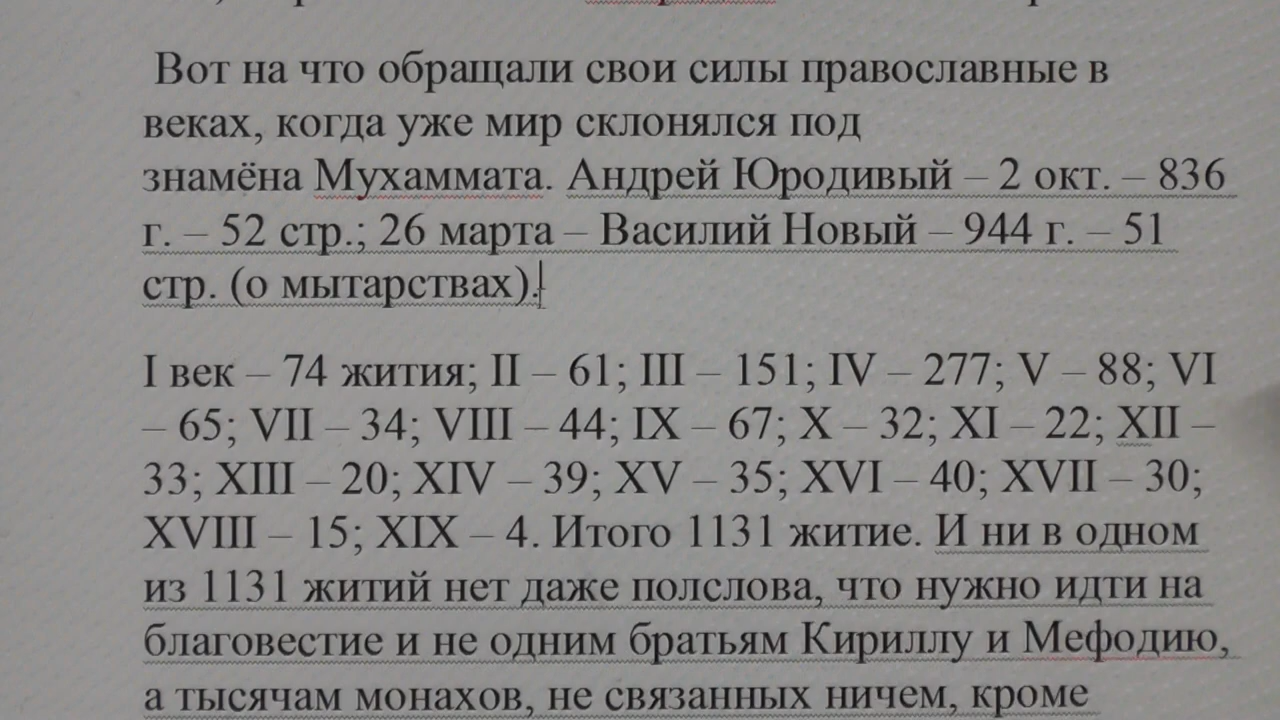 Вот на что обращали свои силы православные в
веках, когда уже мир склонялся под
знамёна Мухаммата. Андрей Юродивый – 2 окт. – 836
г. – 52 стр.; 26 марта – Василий Новый – 944 г. – 51
стр. (о мытарствах).
I век – 74 жития; II – 61; III – 151; IV – 277; V – 88; VI
– 65; VII – 34; VIII – 44; IX – 67; X – 32; XI – 22; XII –
33; XIII – 20; XIV – 39; XV – 35; XVI – 40; XVII – 30;
XVIII – 15; XIX – 4. Итого 1131 житие. И ни в одном
из 1131 житий нет даже полслова, что нужно идти на
благовестие и не одним братьям Кириллу и Мефодию,
а тысячам монахов, не связанных ничем, кроме